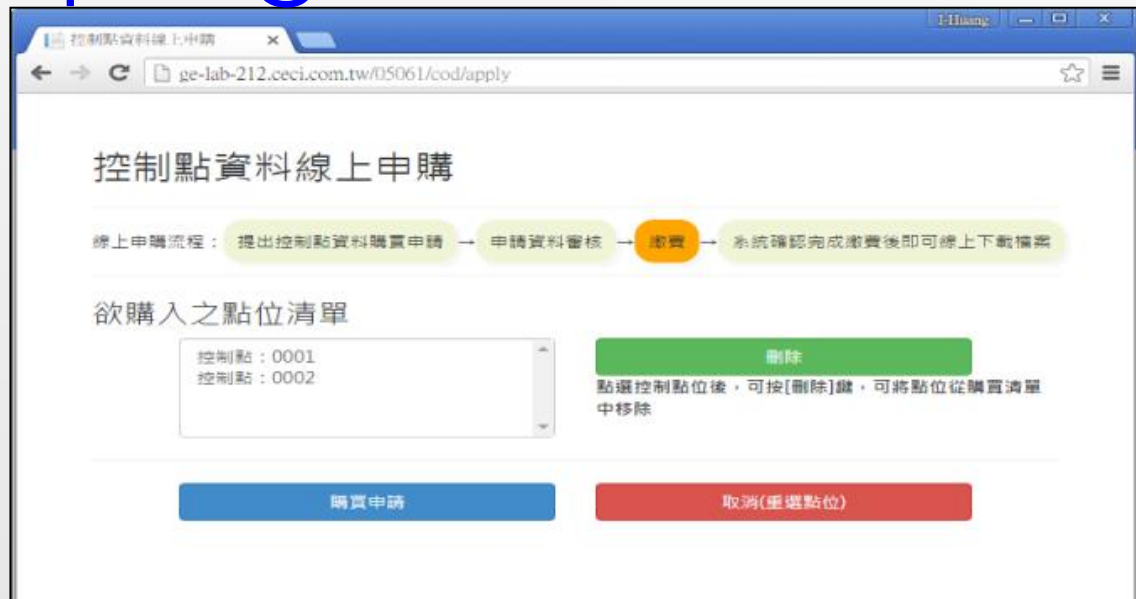 I-Huang
控制點資料線上申購
ge-lab-212.ceci.com.tw/05061/cod/apply
控制點資料線上申購
線上申購流程： 提出控制點資料購買申請 → 申請資料審核 → 繳費 → 系統確認完成繳費後即可線上下載檔案
欲購入之點位清單
控制點：0001
控制點：0002
刪除
點選控制點位後，可按[刪除]鍵，可將點位從購買清單
中移除
購買申請
取消(重選點位)